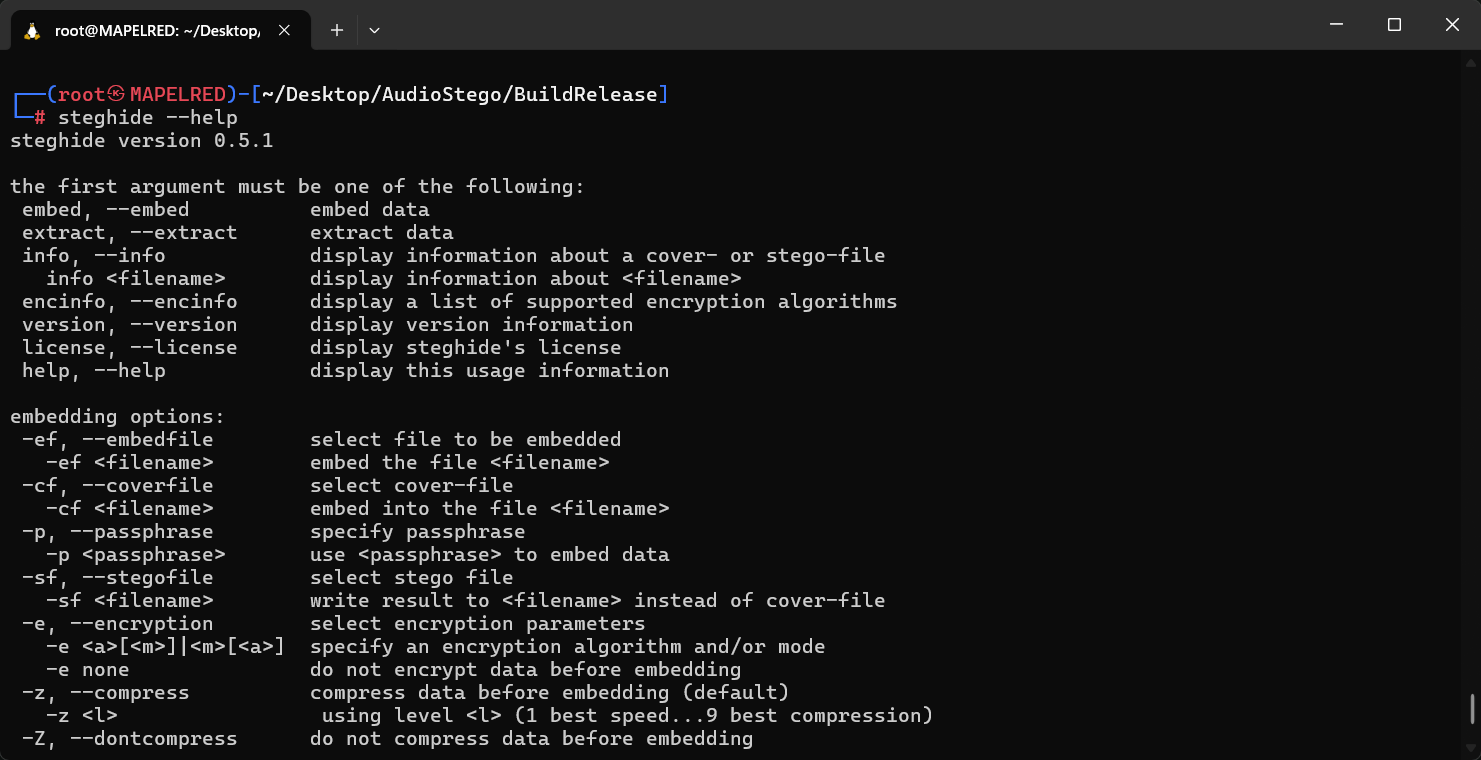 root@MAPELRED: ~/Desktop/
┌──(root㉿MAPELRED)-[~/Desktop/AudioStego/BuildRelease]
└─# steghide --help
steghide version 0.5.1

the first argument must be one of the following:
 embed, --embed          embed data
 extract, --extract      extract data
 info, --info            display information about a cover- or stego-file
   info <filename>       display information about <filename>
 encinfo, --encinfo      display a list of supported encryption algorithms
 version, --version      display version information
 license, --license      display steghide's license
 help, --help            display this usage information

embedding options:
 -ef, --embedfile        select file to be embedded
   -ef <filename>        embed the file <filename>
 -cf, --coverfile        select cover-file
   -cf <filename>        embed into the file <filename>
 -p, --passphrase        specify passphrase
   -p <passphrase>       use <passphrase> to embed data
 -sf, --stegofile        select stego file
   -sf <filename>        write result to <filename> instead of cover-file
 -e, --encryption        select encryption parameters
   -e <a>[<m>]|<m>[<a>]  specify an encryption algorithm and/or mode
   -e none               do not encrypt data before embedding
 -z, --compress          compress data before embedding (default)
   -z <l>                 using level <l> (1 best speed...9 best compression)
 -Z, --dontcompress      do not compress data before embedding